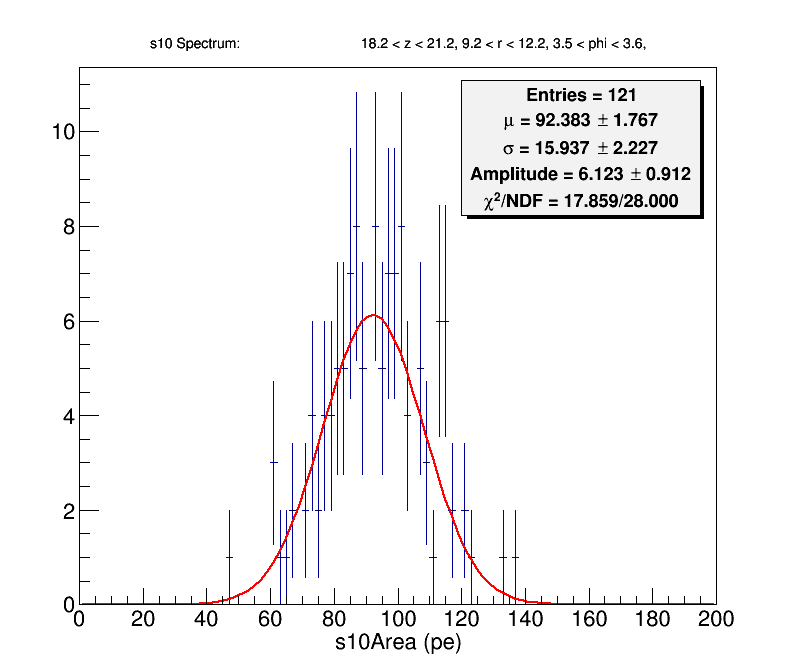 s10 Spectrum: 18.2 < z < 21.2, 9.2 < r < 12.2, 3.5 < phi < 3.6,
Entries = 121
μ = 92.383 ± 1.767
σ = 15.937 ± 2.227
Amplitude = 6.123 ± 0.912
χ²/NDF = 17.859/28.000
10
8
6
4
2
0
0 20 40 60 80 100 120 140 160 180 200
s10Area (pe)